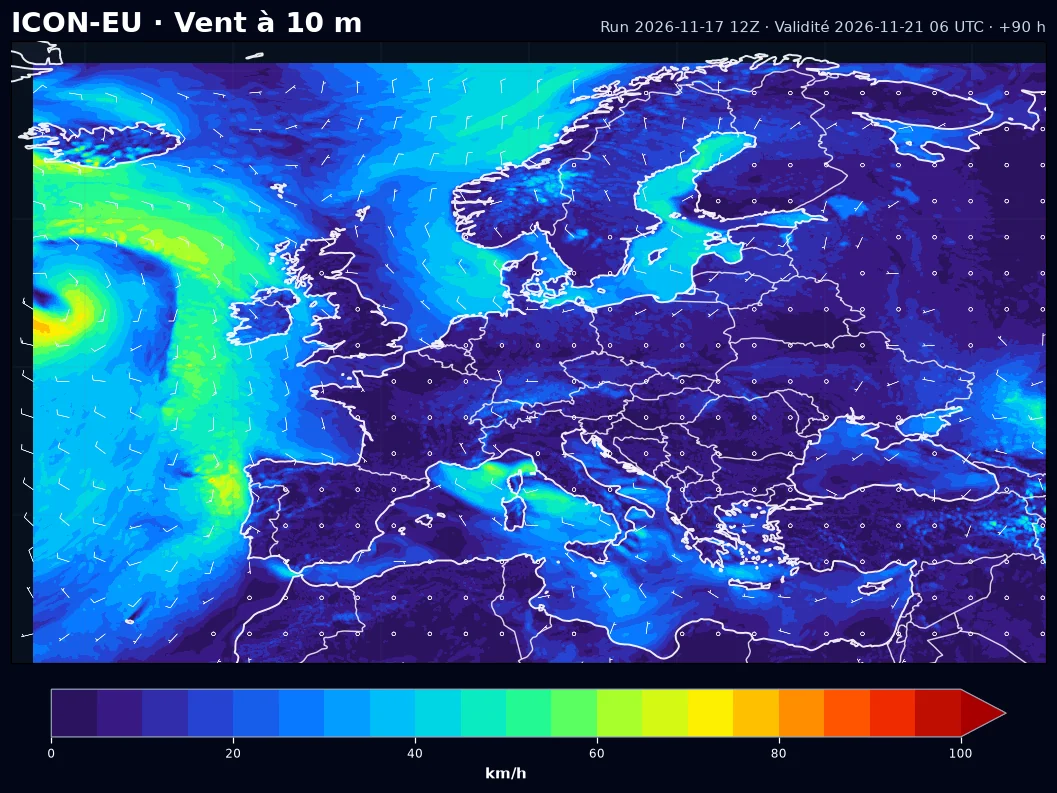 ICON-EU · Vent à 10 m
Run 2026-11-17 12Z · Validité 2026-11-21 06 UTC · +90 h
0 20 40 60 80 100
km/h